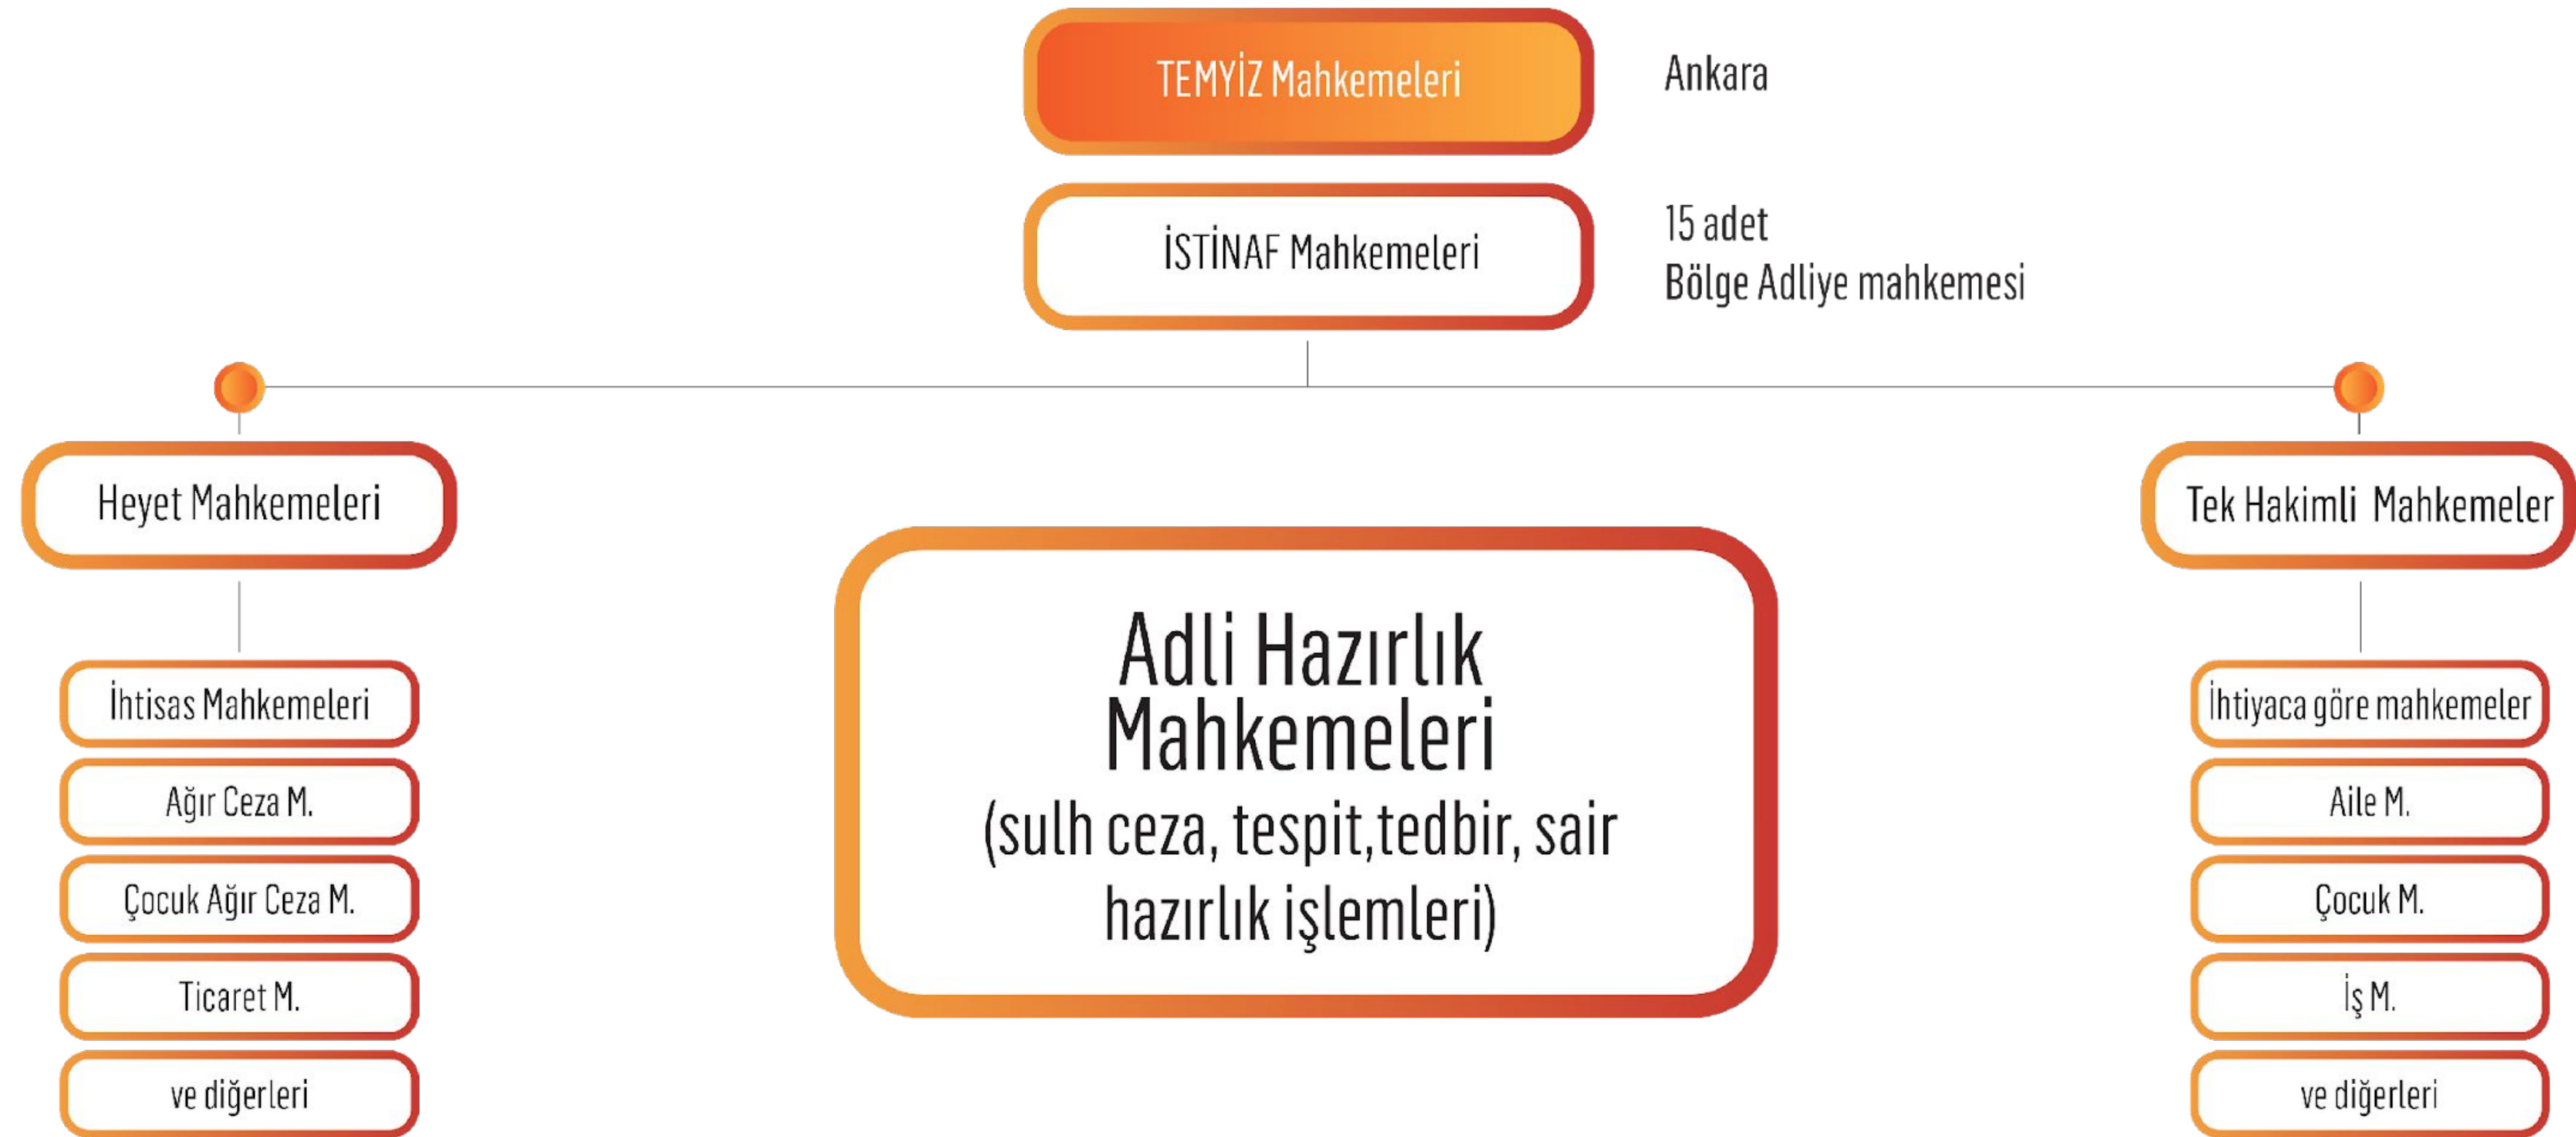 TEMYİZ Mahkemeleri
Ankara
İSTİNAF Mahkemeleri
15 adet
Bölge Adliye mahkemesi
Heyet Mahkemeleri
Tek Hakimli Mahkemeler
Adli Hazırlık
Mahkemeleri
(sulh ceza, tespit,tedbir, sair
hazırlık işlemleri)
İhtisas Mahkemeleri
Ağır Ceza M.
Çocuk Ağır Ceza M.
Ticaret M.
ve diğerleri
İhtiyaca göre mahkemeler
Aile M.
Çocuk M.
İş M.
ve diğerleri